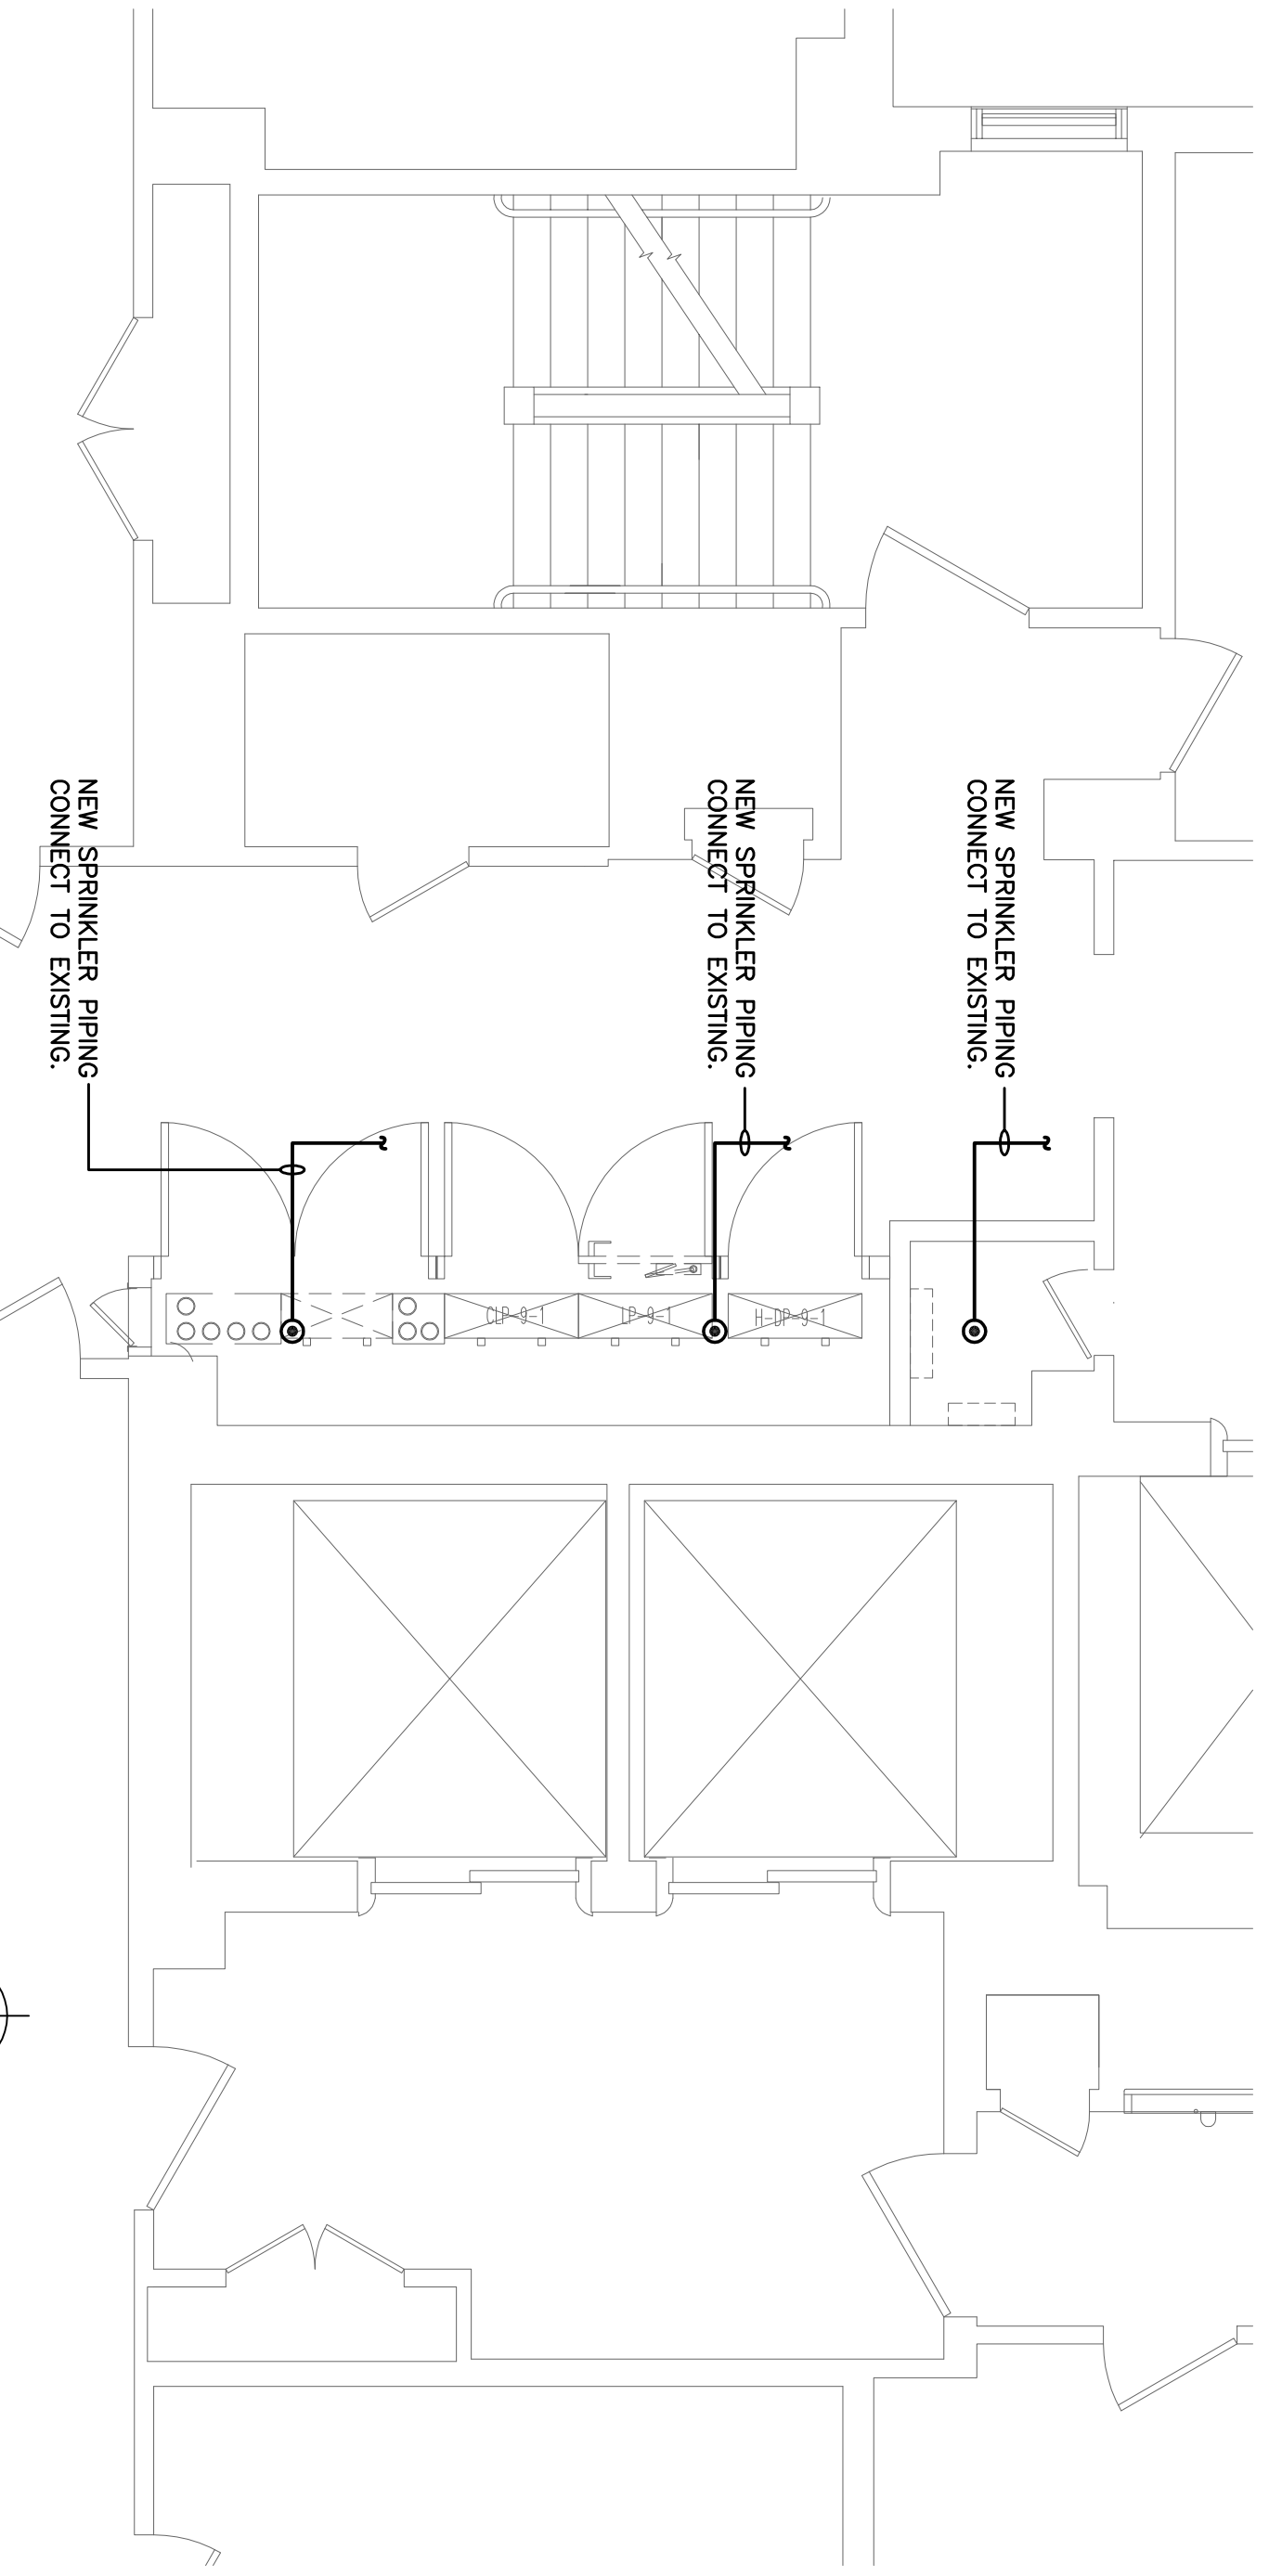 NEW SPRINKLER PIPING
CONNECT TO EXISTING.
NEW SPRINKLER PIPING
CONNECT TO EXISTING.
NEW SPRINKLER PIPING
CONNECT TO EXISTING.
CLP-9-1
LP-9-1
H-DP-9-1